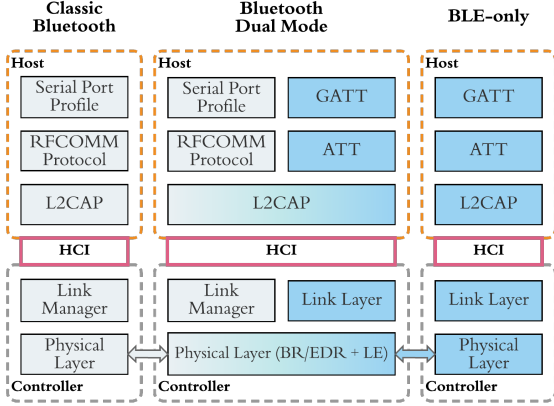 Classic
Bluetooth
Bluetooth
Dual Mode
BLE-only
Host
Serial Port
Profile
RFCOMM
Protocol
L2CAP
HCI
Link
Manager
Physical
Layer
Controller
Host
Serial Port
Profile
GATT
RFCOMM
Protocol
ATT
L2CAP
HCI
Link
Manager
Link Layer
Physical Layer (BR/EDR + LE)
Controller
Host
GATT
ATT
L2CAP
HCI
Link Layer
Physical
Layer
Controller